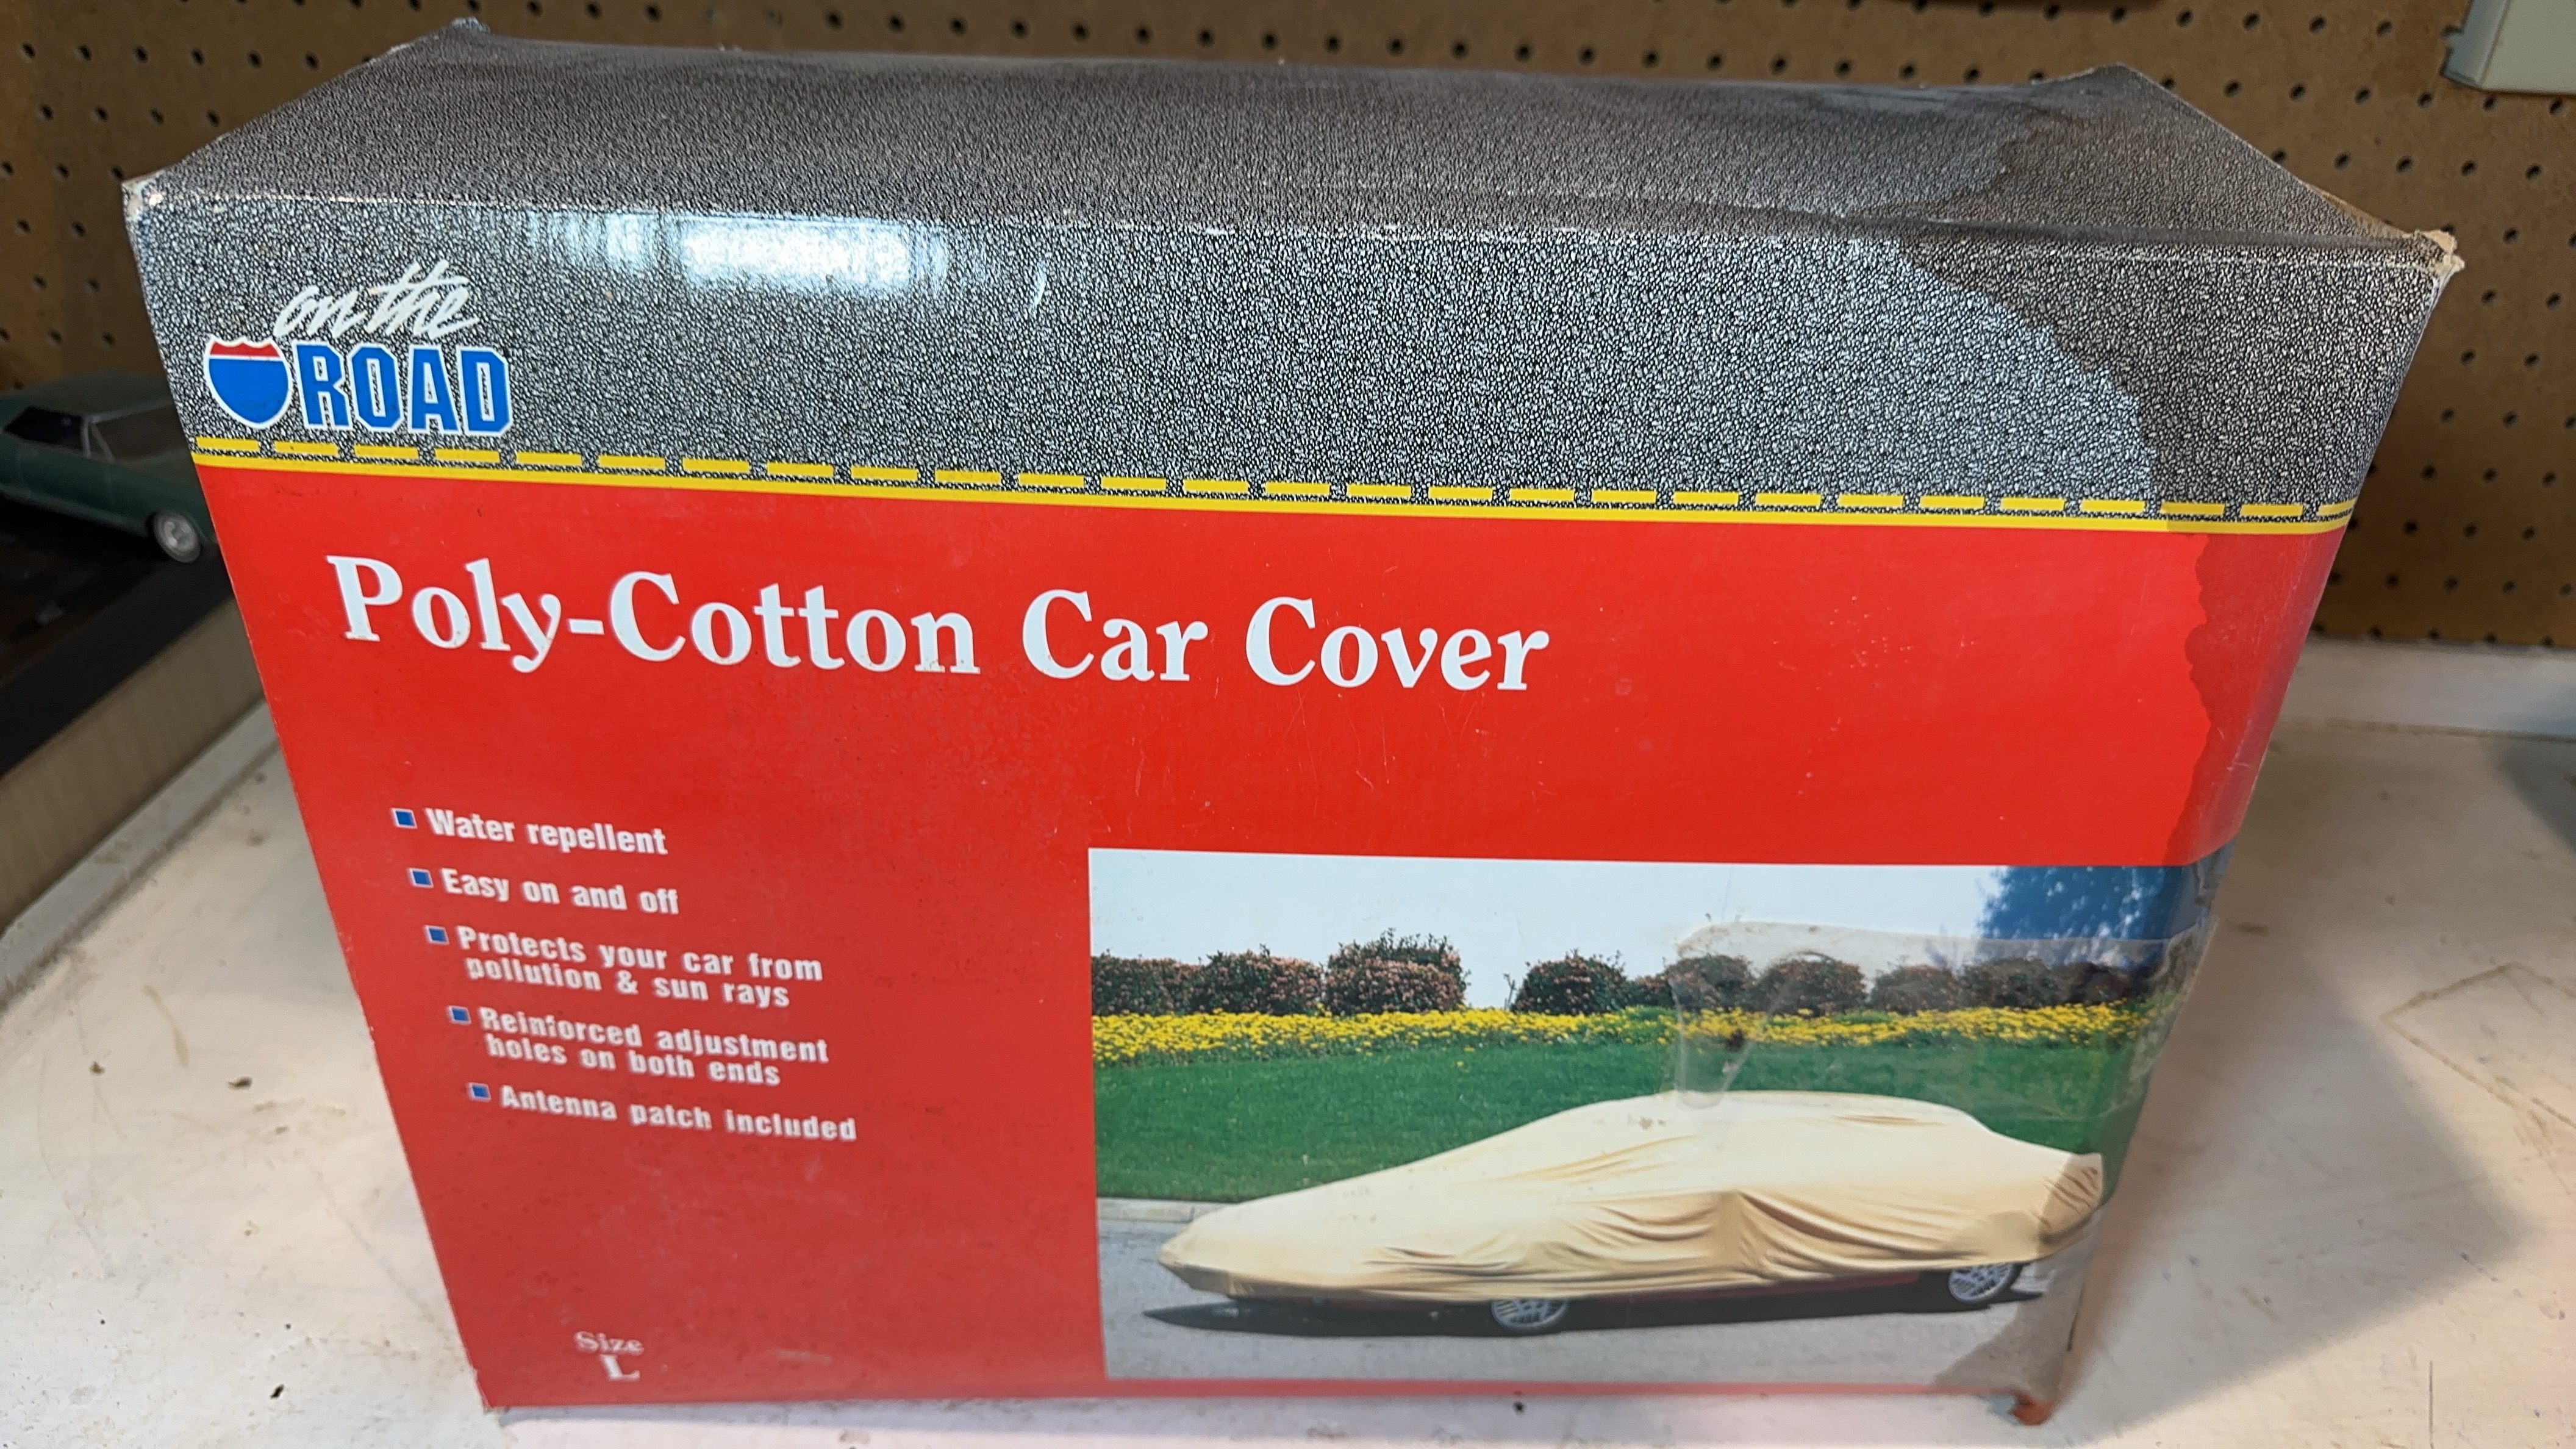 on the
ROAD
Poly-Cotton Car Cover
Water repellent
Easy on and off
Protects your car from
pollution & sun rays
Reinforced adjustment
holes on both ends
Antenna patch included
Size
L